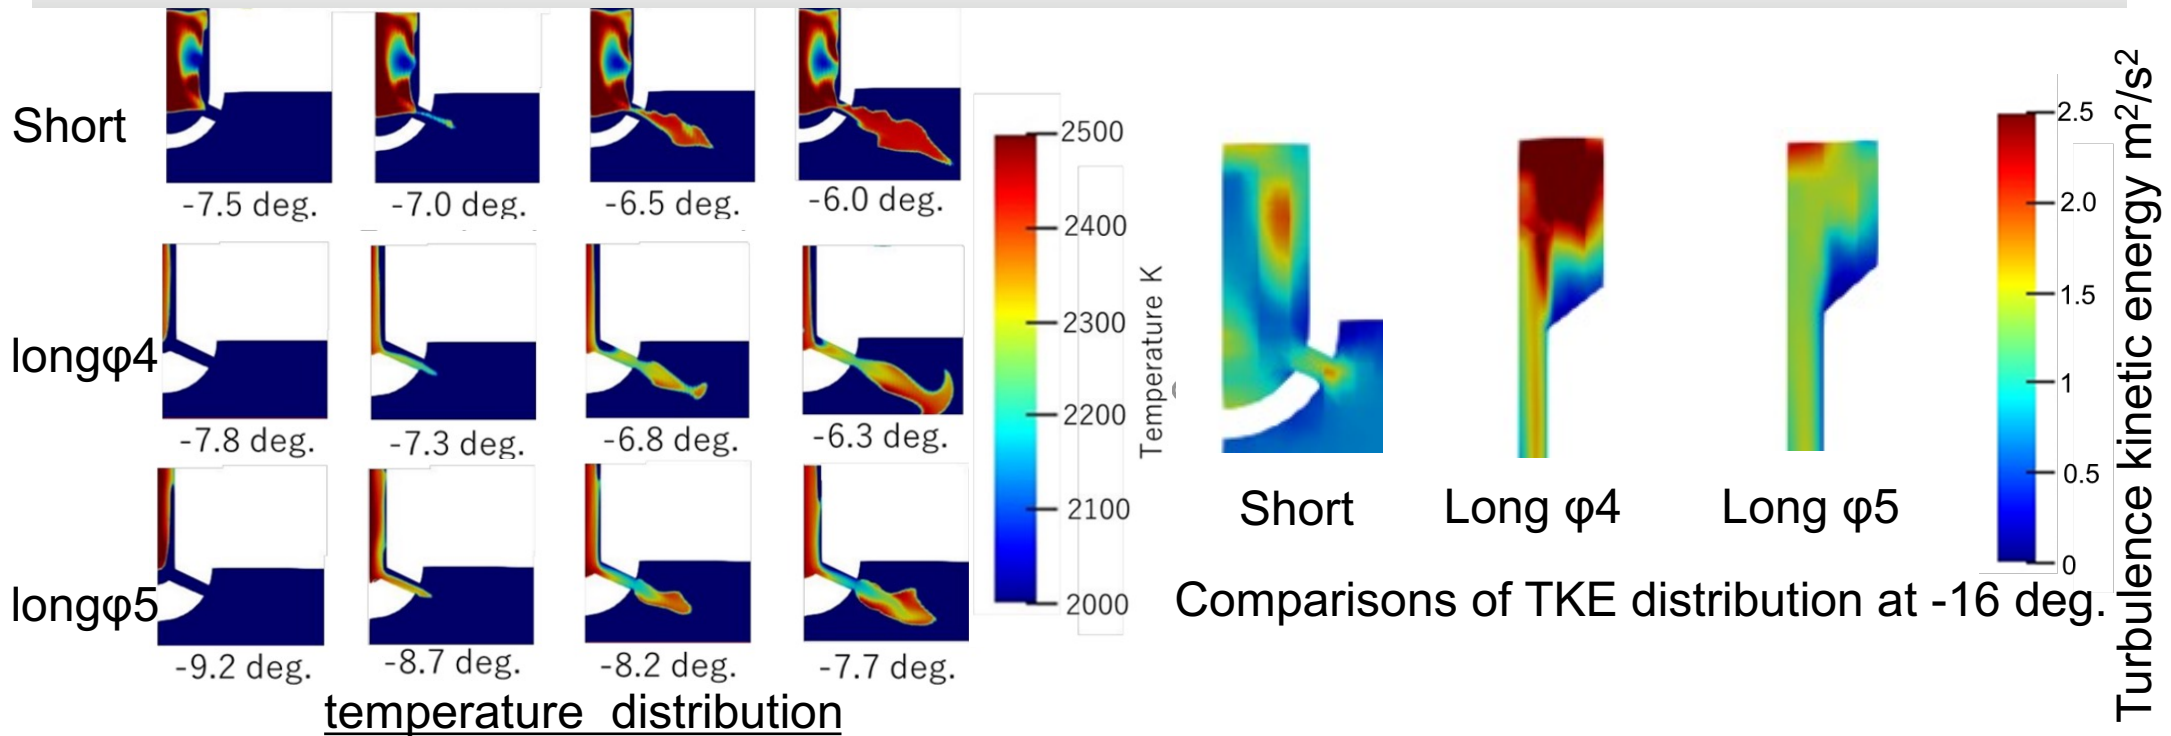 Short
-7.5 deg.
-7.0 deg.
-6.5 deg.
-6.0 deg.
longφ4
-7.8 deg.
-7.3 deg.
-6.8 deg.
-6.3 deg.
longφ5
-9.2 deg.
-8.7 deg.
-8.2 deg.
-7.7 deg.
temperature distribution
2500
2400
2300
2200
2100
2000
Temperature K
Short
Long φ4
Long φ5
Comparisons of TKE distribution at -16 deg.
2.5
2.0
1.5
1
0.5
0
Turbulence kinetic energy m²/s²